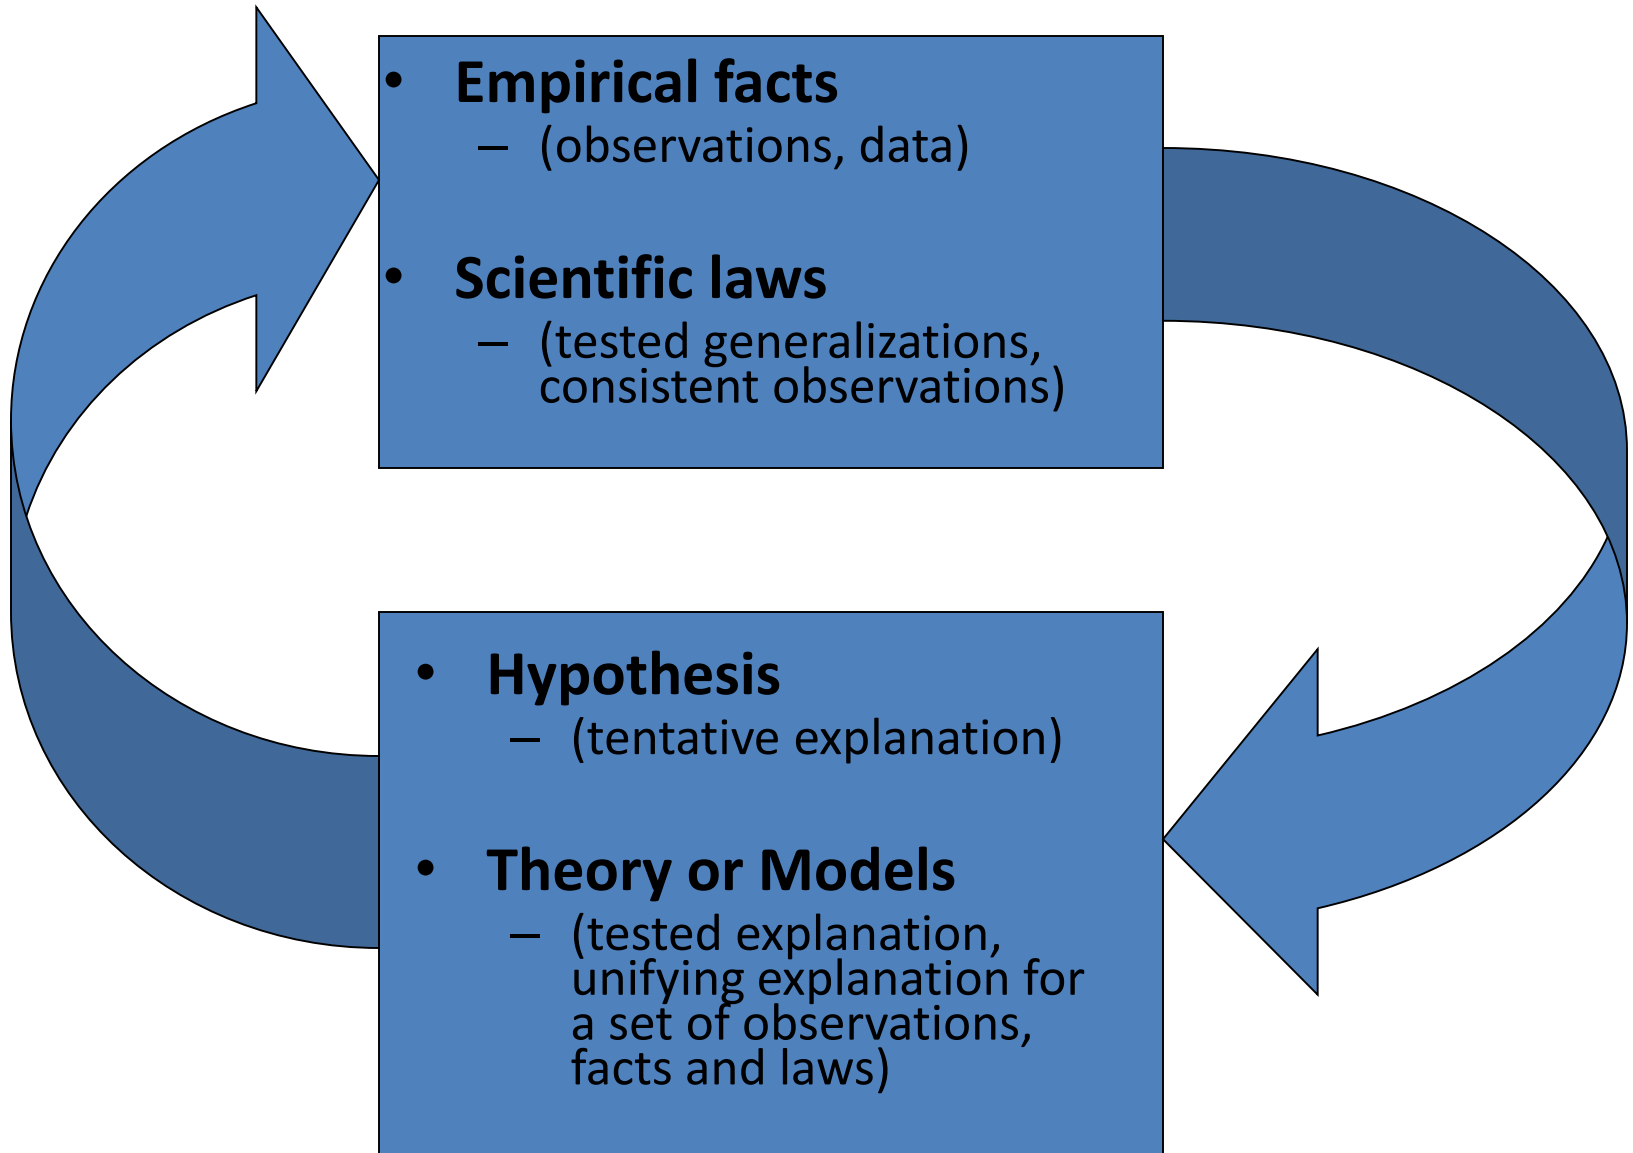 • Empirical facts
– (observations, data)
• Scientific laws
– (tested generalizations,
consistent observations)
• Hypothesis
– (tentative explanation)
• Theory or Models
– (tested explanation,
unifying explanation for
a set of observations,
facts and laws)